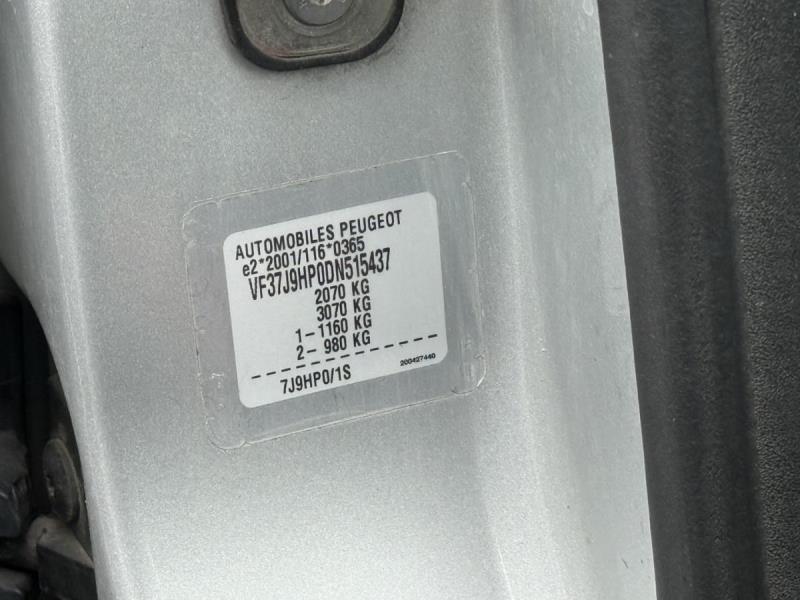 AUTOMOBILES PEUGEOT
e2*2001/116*0365
VF37J9HP0DN515437
2070 KG
3070 KG
1-1160 KG
2- 980 KG
7J9HP0/1S
200427440